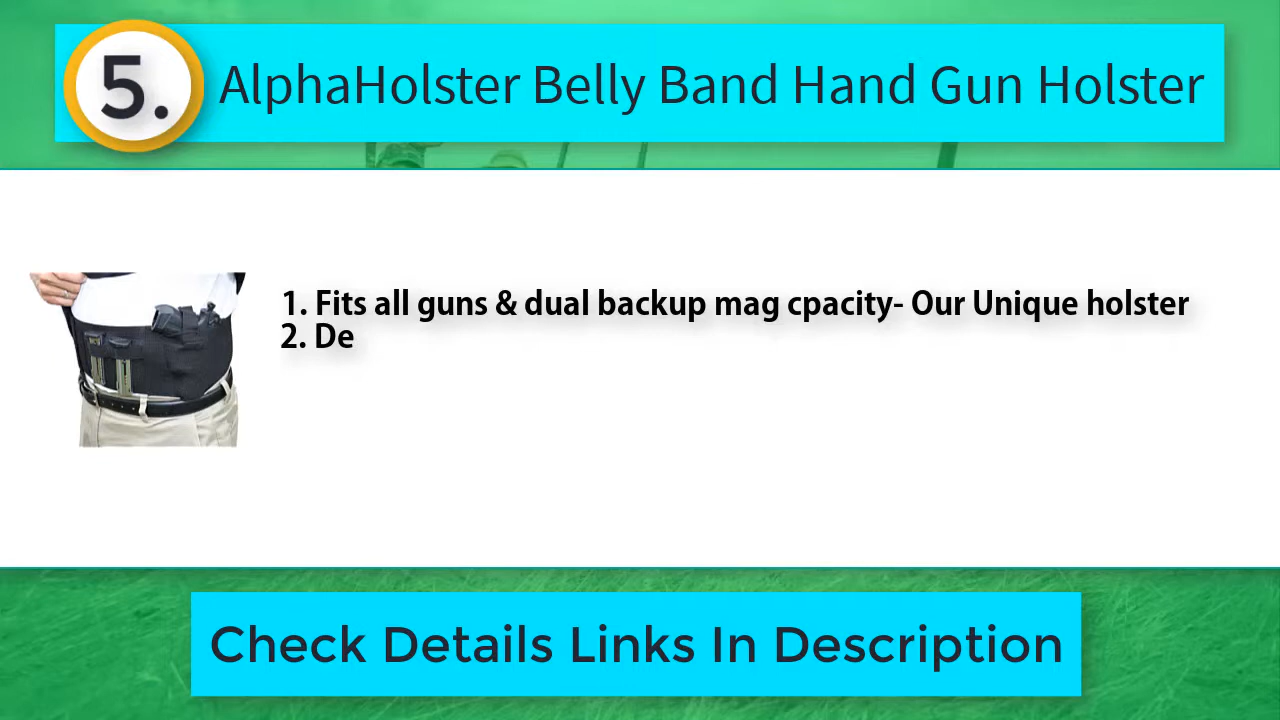 5.
AlphaHolster Belly Band Hand Gun Holster
1. Fits all guns & dual backup mag cpacity- Our Unique holster
2. De
Check Details Links In Description